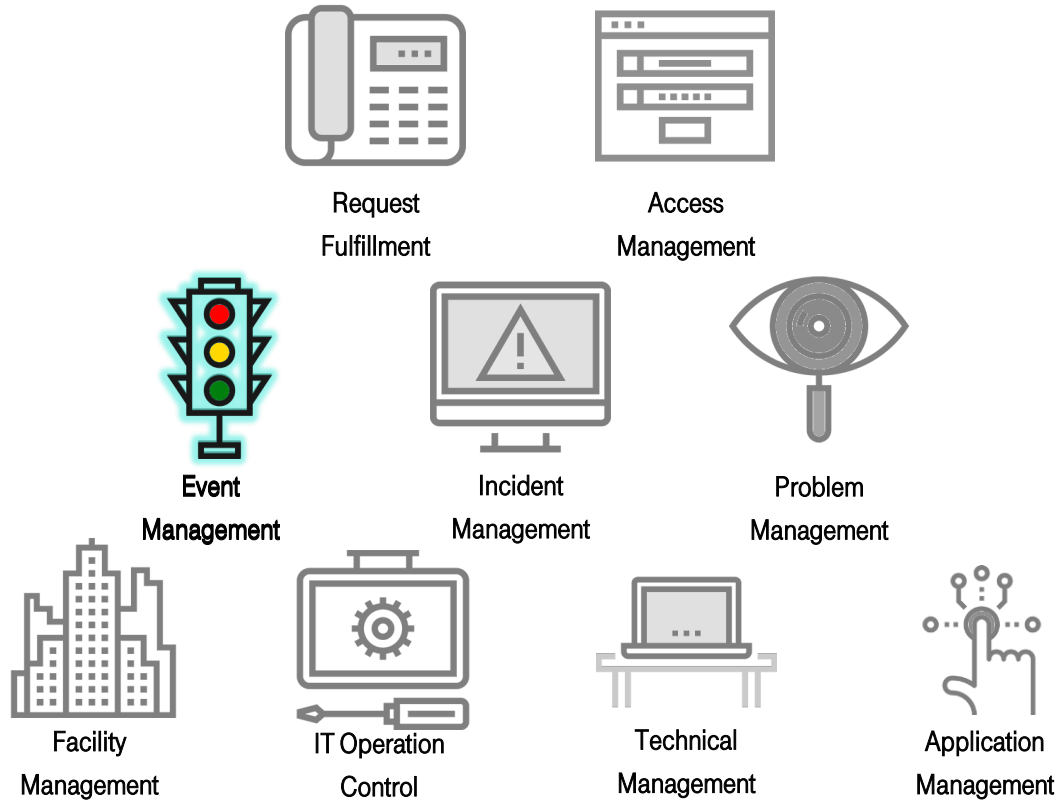 Request
Fulfillment
Access
Management
Event
Management
Incident
Management
Problem
Management
Facility
Management
IT Operation
Control
Technical
Management
Application
Management